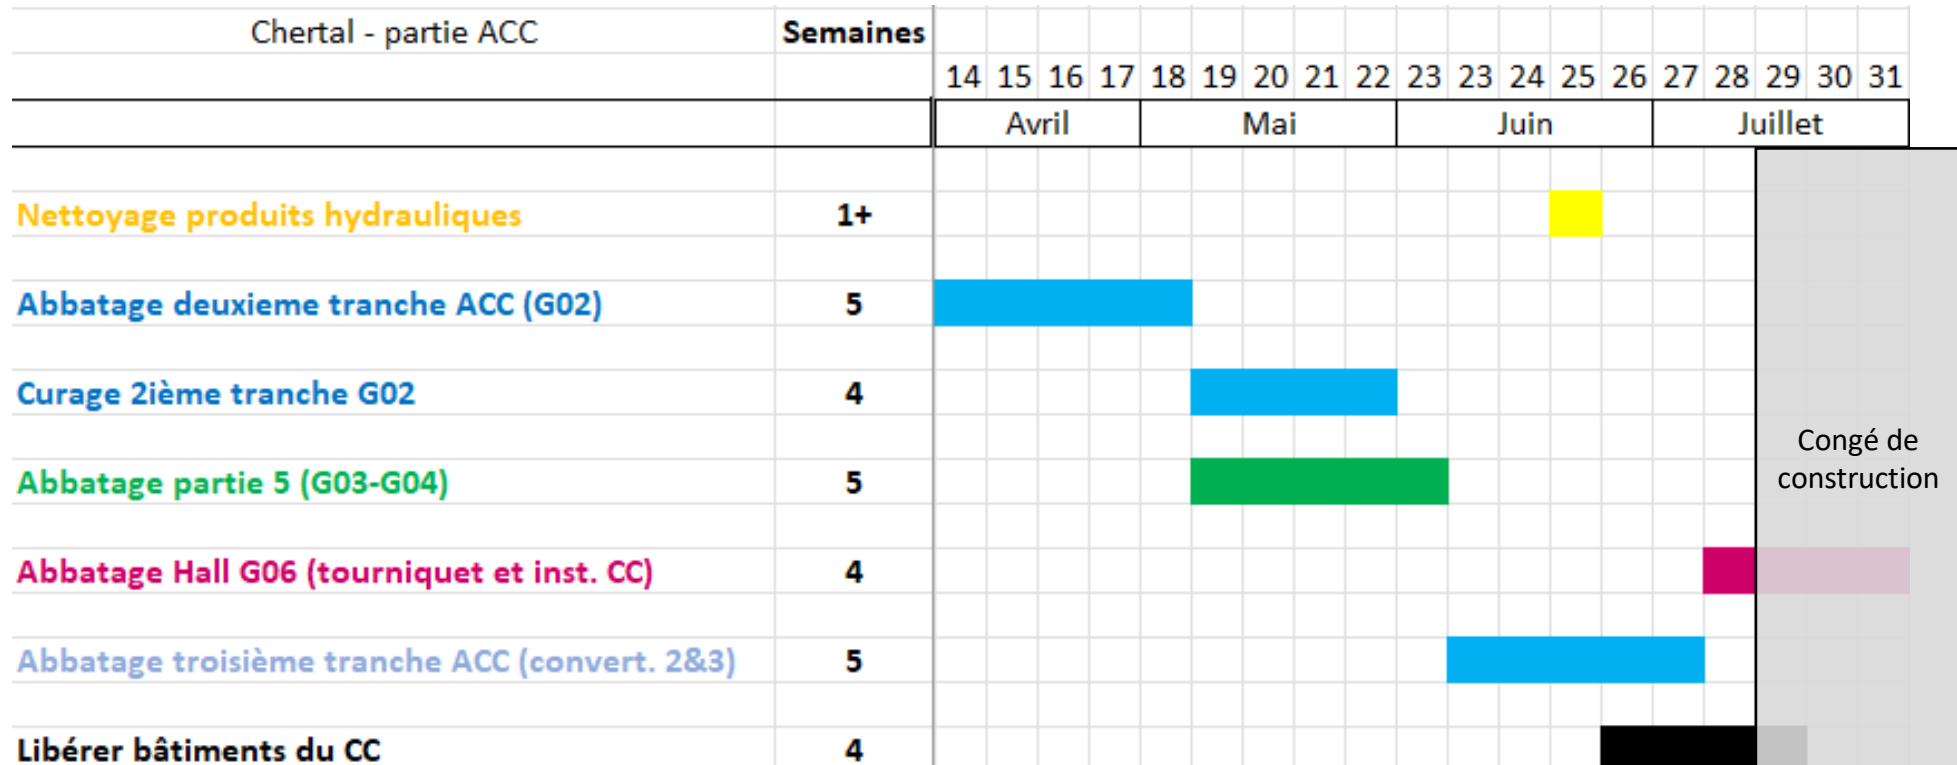 Chertal - partie ACC Semaines
14 15 16 17 18 19 20 21 22 23 23 24 25 26 27 28 29 30 31
Avril Mai Juin Juillet
Nettoyage produits hydrauliques 1+
Abbatage deuxieme tranche ACC (G02) 5
Curage 2ième tranche G02 4
Abbatage partie 5 (G03-G04) 5
Abbatage Hall G06 (tourniquet et inst. CC) 4
Abbatage troisième tranche ACC (convert. 2&3) 5
Libérer bâtiments du CC 4
Congé de
construction